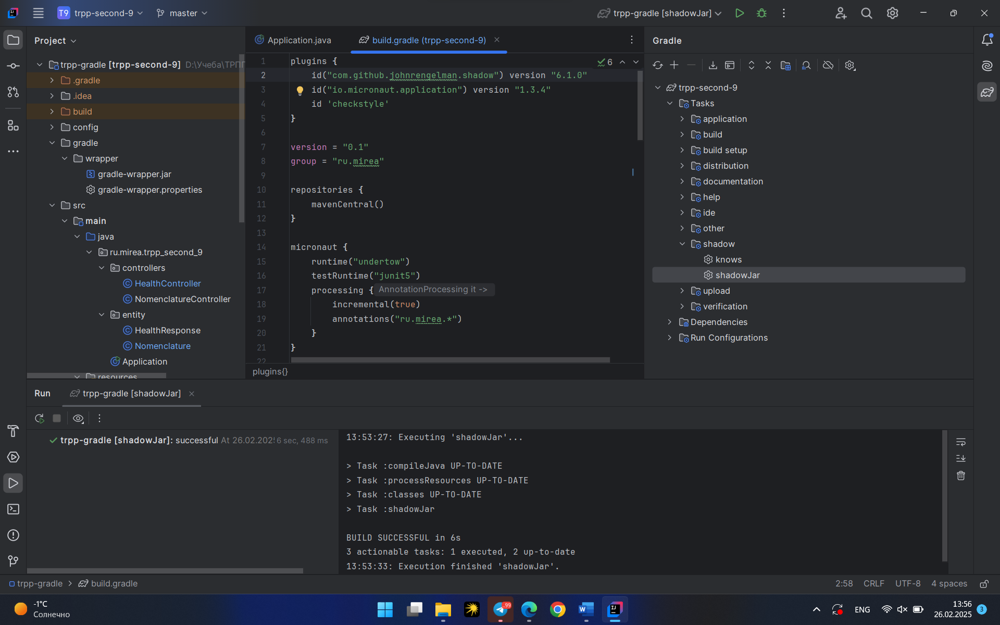 T9 trpp-second-9 master trpp-gradle [shadowJar]
Project
trpp-gradle [trpp-second-9] D:\Учеба\ТРПП
.gradle
.idea
build
config
gradle
wrapper
gradle-wrapper.jar
gradle-wrapper.properties
src
main
java
ru.mirea.trpp_second_9
controllers
HealthController
NomenclatureController
entity
HealthResponse
Nomenclature
Application
resources
Application.java build.gradle (trpp-second-9)
6
1 plugins {
2 id("com.github.johnrengelman.shadow") version "6.1.0"
3 id("io.micronaut.application") version "1.3.4"
4 id 'checkstyle'
5 }
6
7 version = "0.1"
8 group = "ru.mirea"
9
10 repositories {
11 mavenCentral()
12 }
13
14 micronaut {
15 runtime("undertow")
16 testRuntime("junit5")
17 processing { AnnotationProcessing it ->
18 incremental(true)
19 annotations("ru.mirea.*")
20 }
21 }
22
plugins{}
Gradle
trpp-second-9
Tasks
application
build
build setup
distribution
documentation
help
ide
other
shadow
knows
shadowJar
upload
verification
Dependencies
Run Configurations
Run trpp-gradle [shadowJar]
trpp-gradle [shadowJar]: successful At 26.02.202 6 sec, 488 ms
13:53:27: Executing 'shadowJar'...
> Task :compileJava UP-TO-DATE
> Task :processResources UP-TO-DATE
> Task :classes UP-TO-DATE
> Task :shadowJar
BUILD SUCCESSFUL in 6s
3 actionable tasks: 1 executed, 2 up-to-date
13:53:33: Execution finished 'shadowJar'.
trpp-gradle > build.gradle
2:58 CRLF UTF-8 4 spaces
-1°C
Солнечно
..99
ENG
13:56
26.02.2025
3